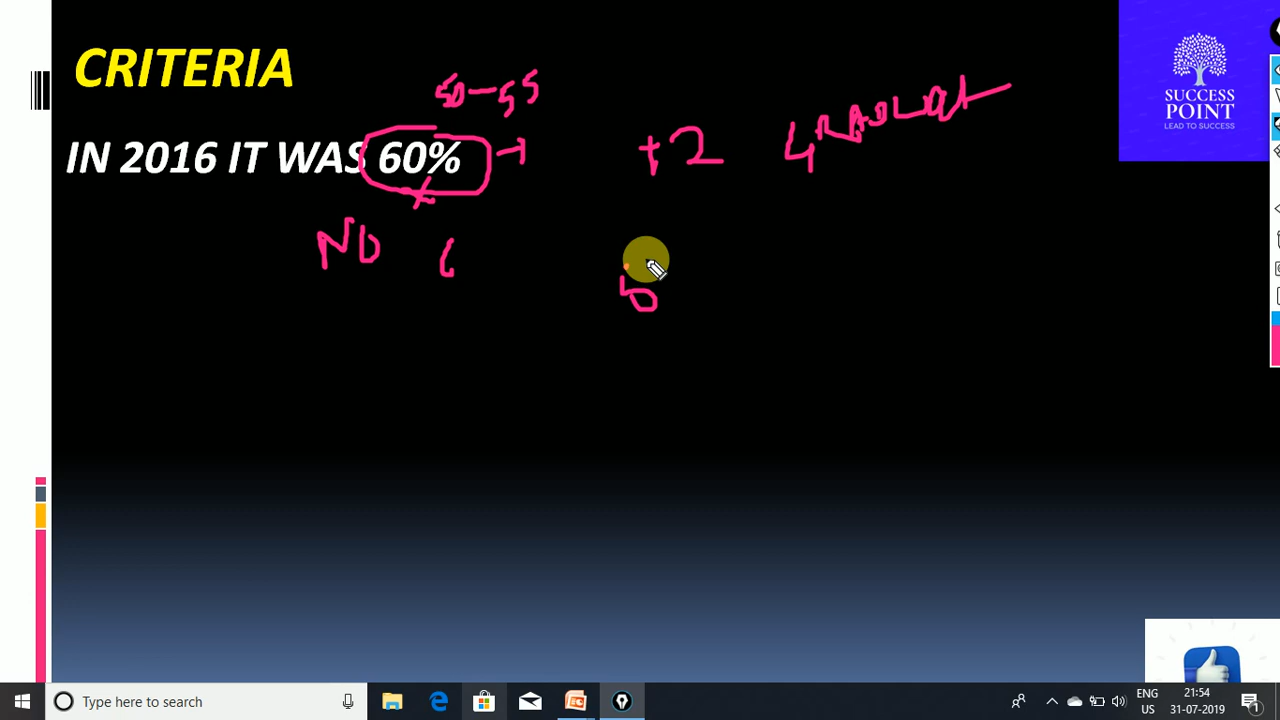 CRITERIA
50-55
IN 2016 IT WAS 60%
+2
NO
SUCCESS
POINT
LEAD TO SUCCESS
Type here to search
ENG
US
21:54
31-07-2019
1